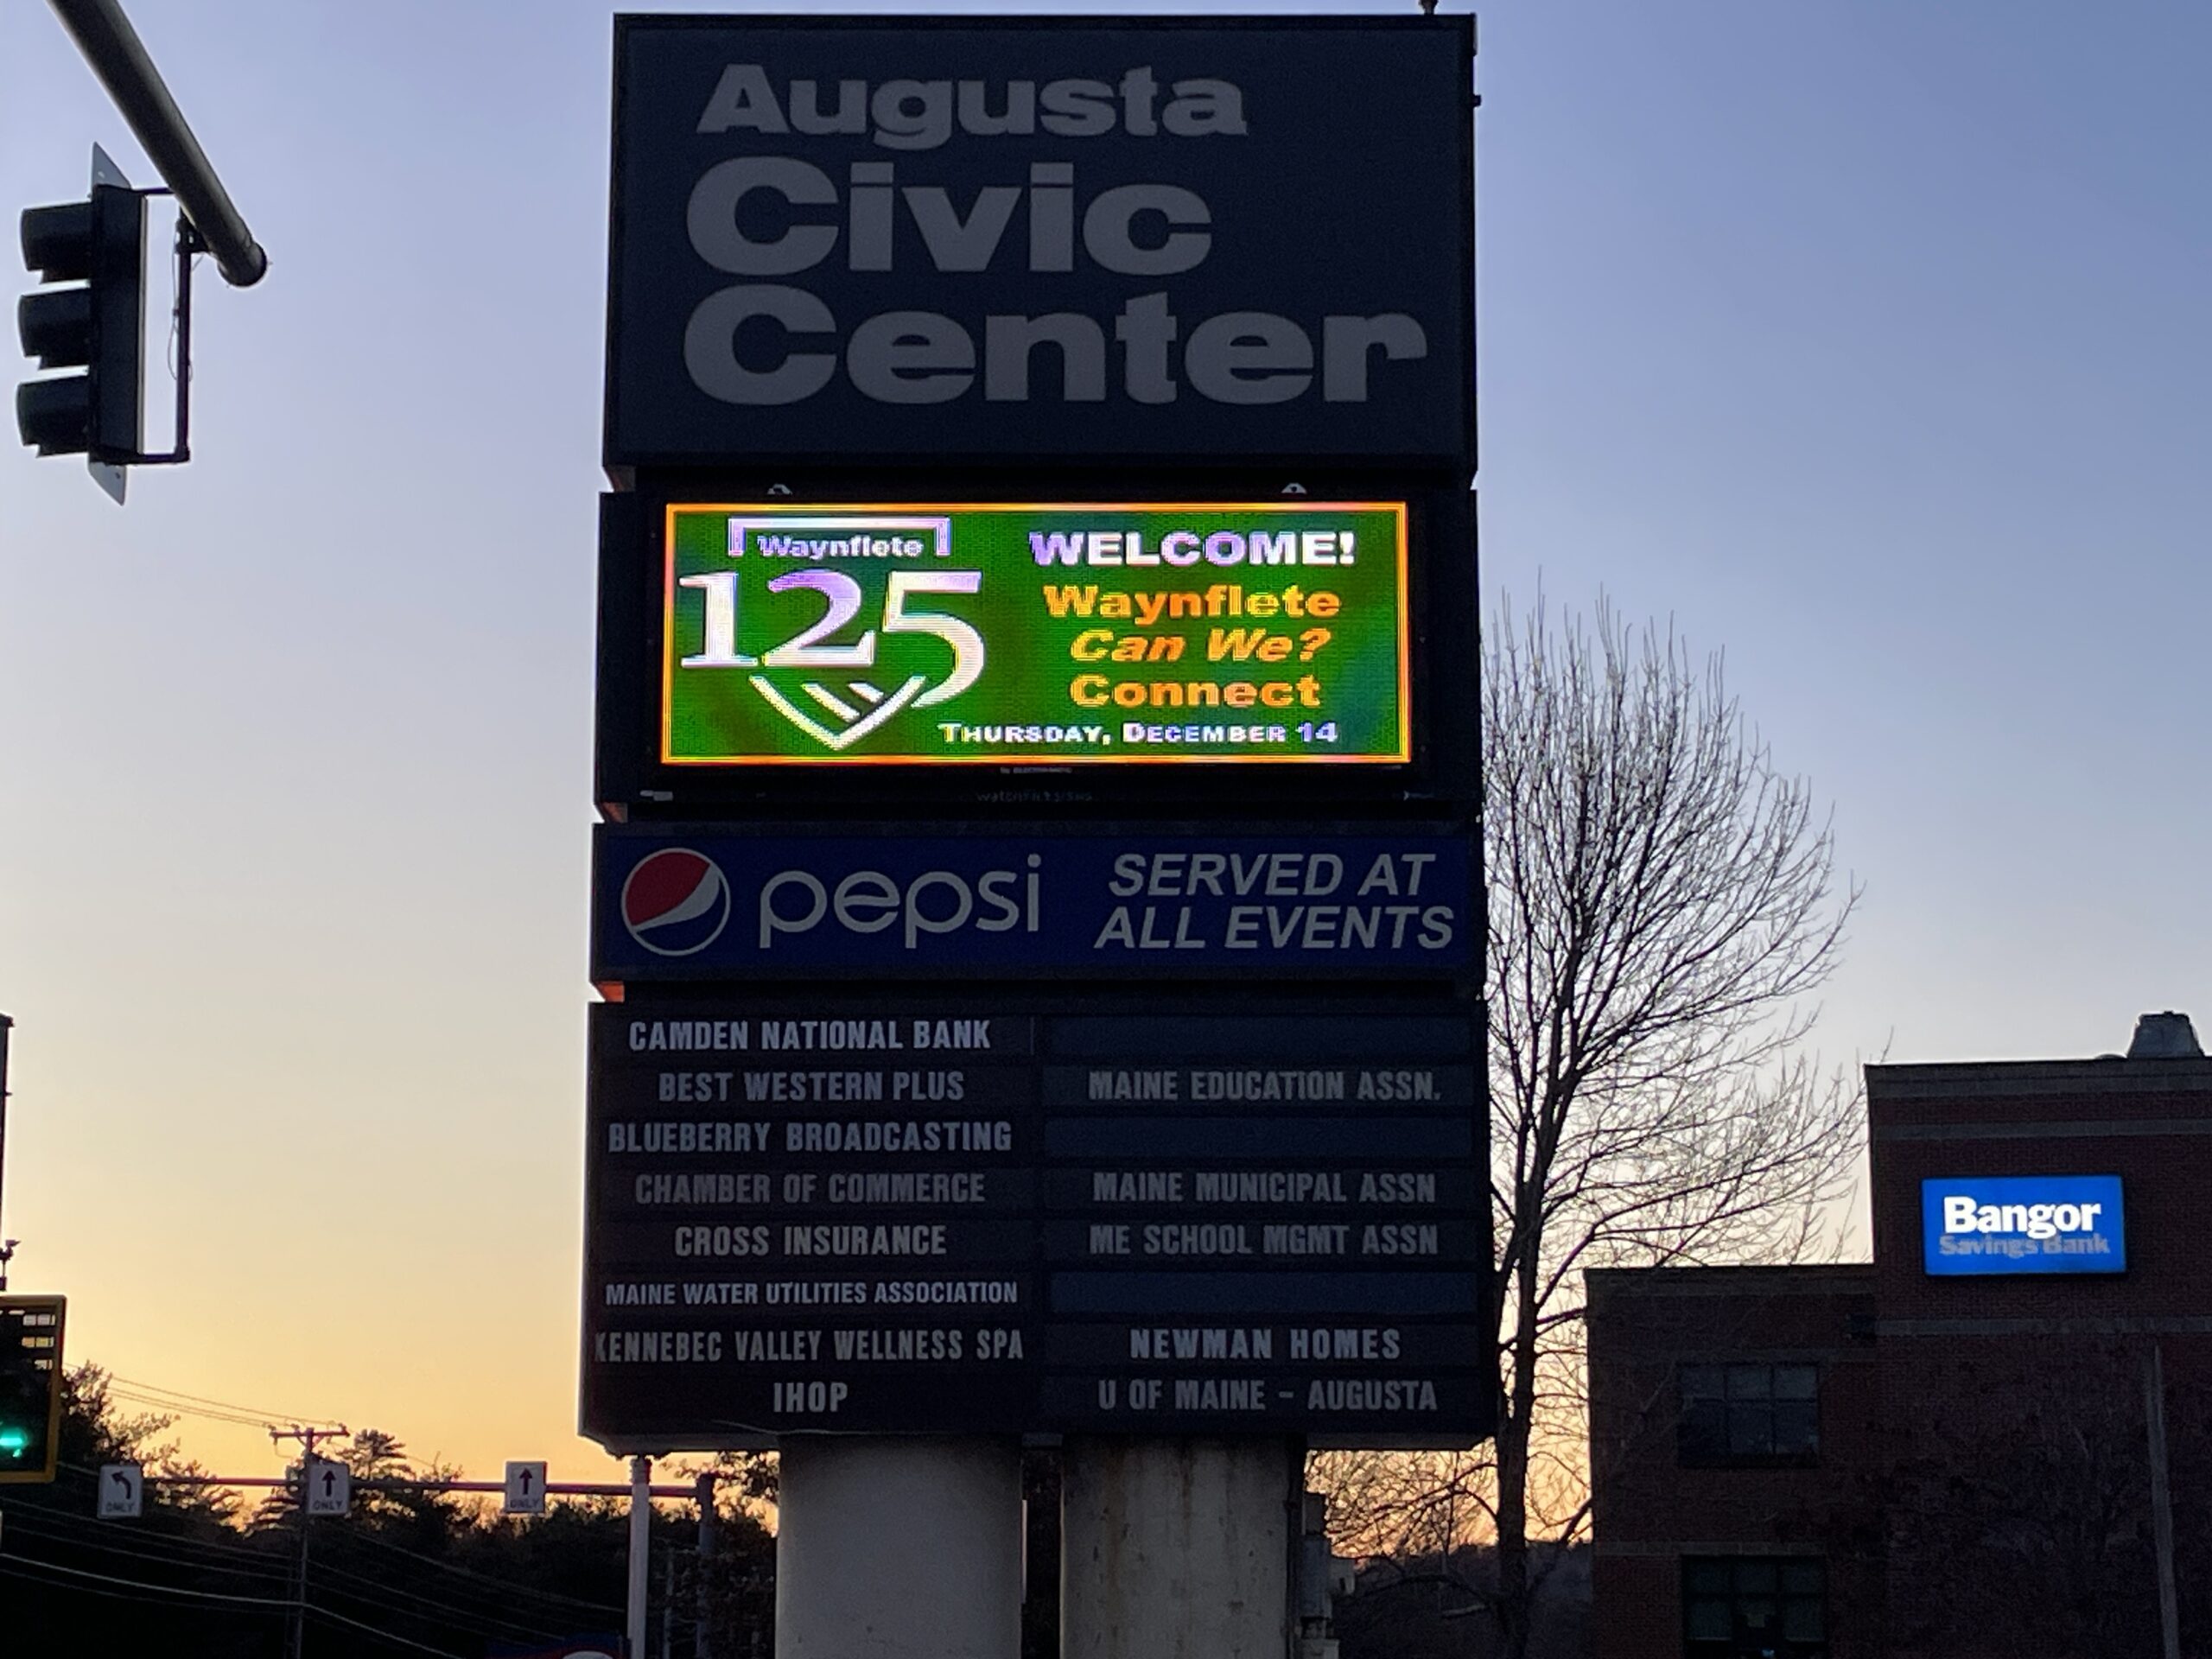 Augusta
Civic
Center
Waynflete
125
WELCOME!
Waynflete
Can We?
Connect
THURSDAY, DECEMBER 14
pepsi
SERVED AT
ALL EVENTS
CAMDEN NATIONAL BANK
BEST WESTERN PLUS
MAINE EDUCATION ASSN.
BLUEBERRY BROADCASTING
CHAMBER OF COMMERCE
MAINE MUNICIPAL ASSN
CROSS INSURANCE
ME SCHOOL MGMT ASSN
MAINE WATER UTILITIES ASSOCIATION
KENNEBEC VALLEY WELLNESS SPA
NEWMAN HOMES
IHOP
U OF MAINE - AUGUSTA
Bangor
Savings Bank
ONLY
ONLY
ONLY